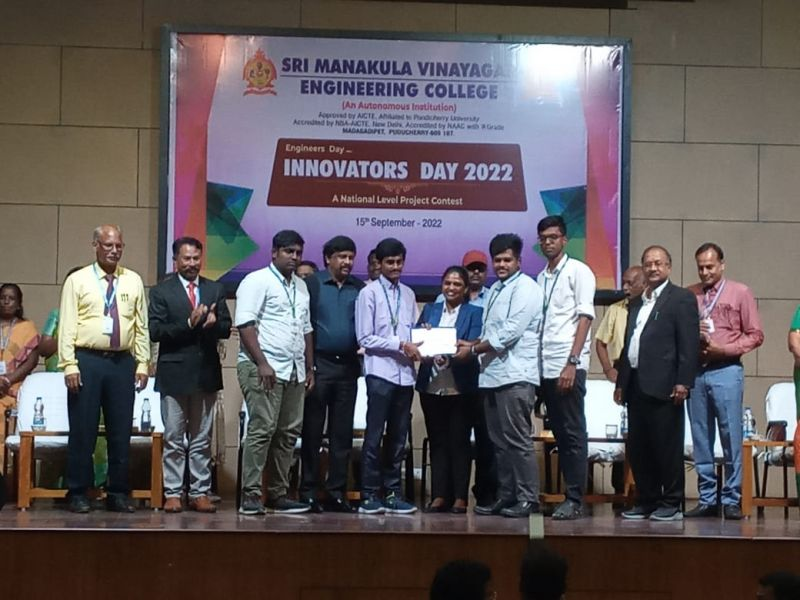 SRI MANAKULA VINAYAGA
ENGINEERING COLLEGE
(An Autonomous Institution)
Approved by AICTE, Affiliated to Pondicherry University
Accredited by NBA-AICTE, New Delhi, Accredited by NAAC with 'A' Grade
MADAGADIPET, PUDUCHERRY-605 107.
Engineers Day
INNOVATORS DAY 2022
A National Level Project Contest
15th September - 2022